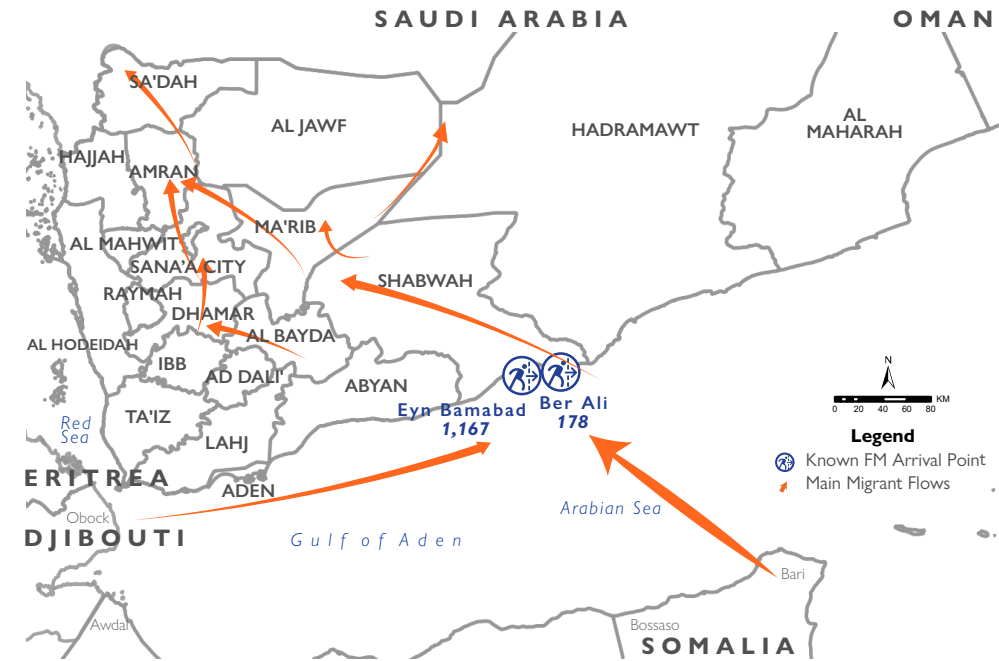 SAUDI ARABIA
OMAN
SA'DAH
AL JAWF
HADRAMAWT
AL
MAHARAH
HAJJAH
AMRAN
MA'RIB
AL MAHWIT
SANA'A CITY
SHABWAH
RAYMAH
DHAMAR
AL BAYDA
AL HODEIDAH
IBB
AD DALI'
ABYAN
TA'IZ
LAHJ
ADEN
Eyn Bamabad
1,167
Ber Ali
178
Red
Sea
ERITREA
Obock
DJIBOUTI
Gulf of Aden
Arabian Sea
Awdal
Bari
Bossaso
SOMALIA
N
KM
0 20 40 60 80
Legend
Known FM Arrival Point
Main Migrant Flows